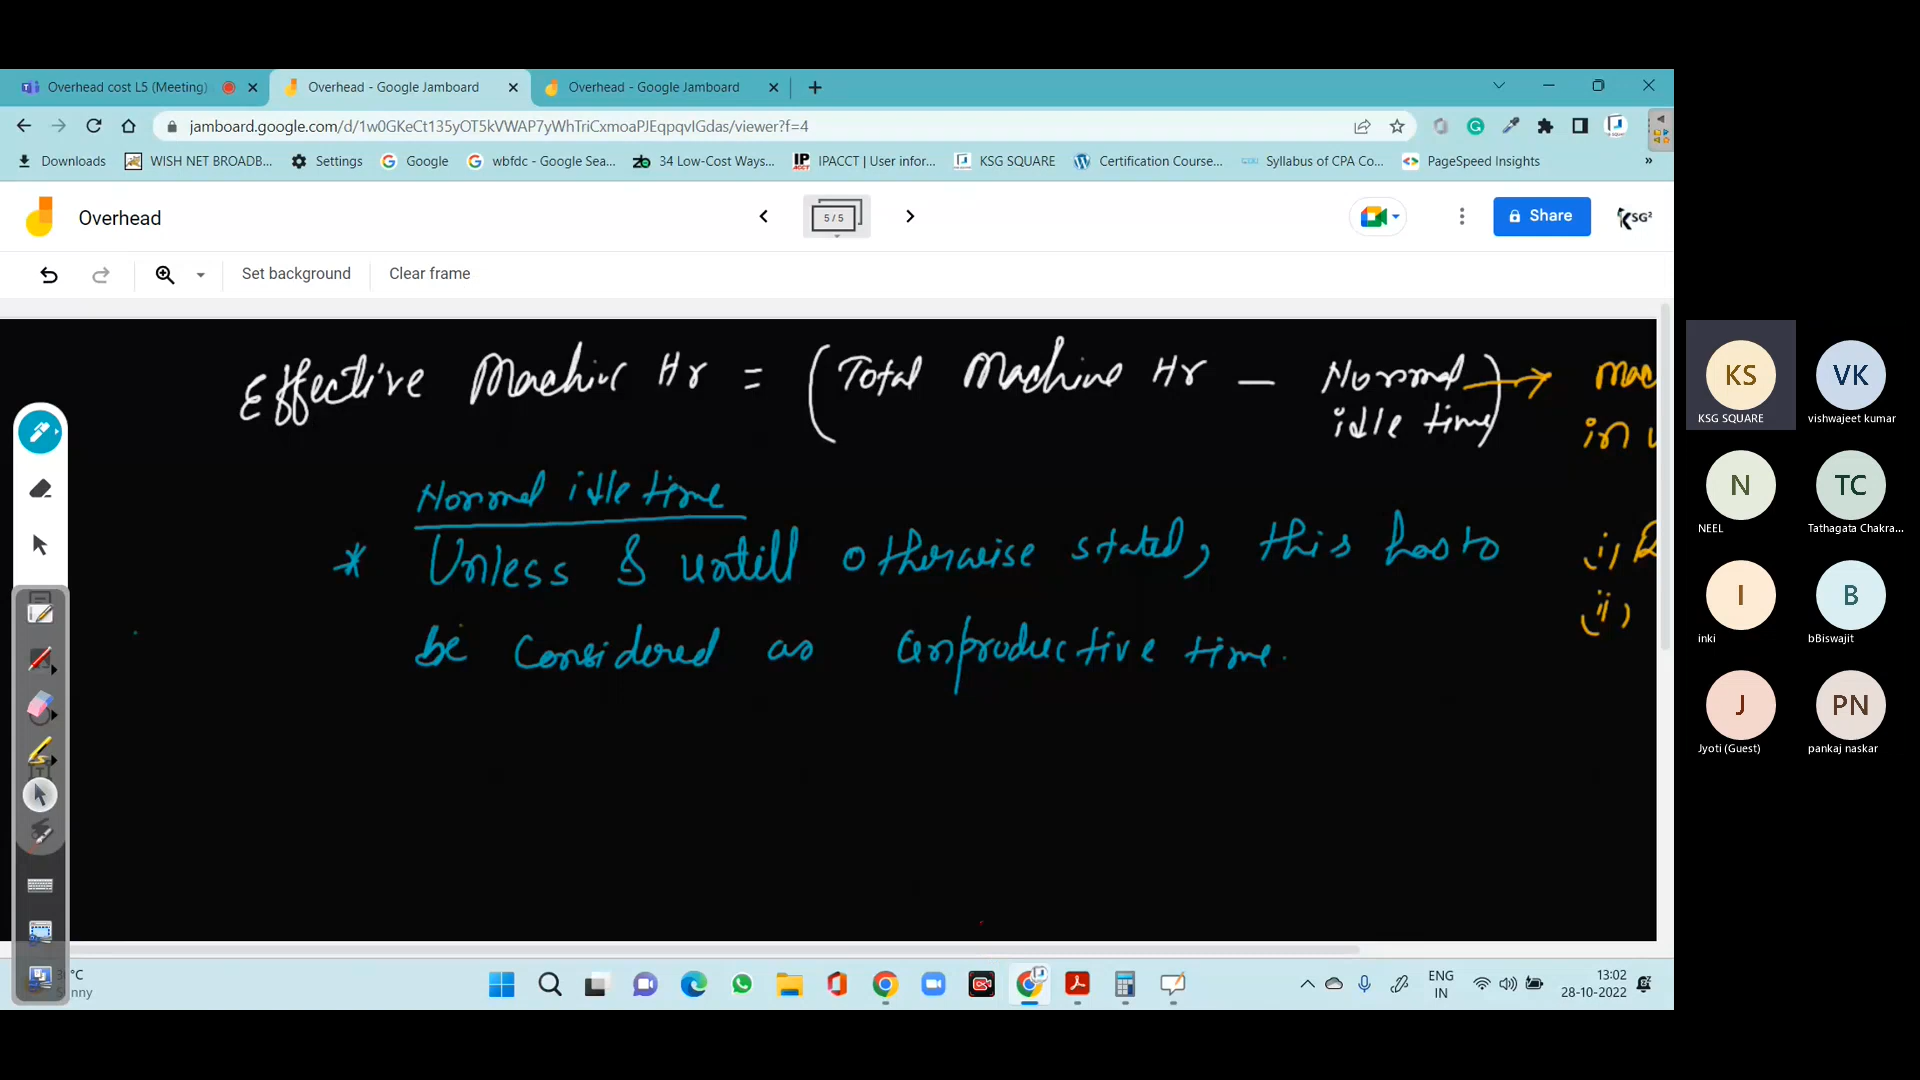 Overhead cost L5 (Meeting)
Overhead - Google Jamboard
Overhead - Google Jamboard
jamboard.google.com/d/1w0GKeCt135yOT5kVWAP7yWhTriCxmoaPJEqpqvIGdas/viewer?f=4
Downloads
WISH NET BROADB...
Settings
Google
wbfdc - Google Sea...
34 Low-Cost Ways...
IPACCT | User infor...
KSG SQUARE
Certification Course...
Syllabus of CPA Co...
PageSpeed Insights
Overhead
5 / 5
Share
KSG²
Set background
Clear frame
Effective Machine Hr = (Total Machine Hr — Normal
idle time)
Mac
in
Normal idle time
* Unless & untill otherwise stated, this has to
be Considered as unproductive time.
i)
ii)
KS
KSG SQUARE
VK
vishwajeet kumar
N
NEEL
TC
Tathagata Chakra...
I
inki
B
bBiswajit
J
Jyoti (Guest)
PN
pankaj naskar
ENG
IN
13:02
28-10-2022